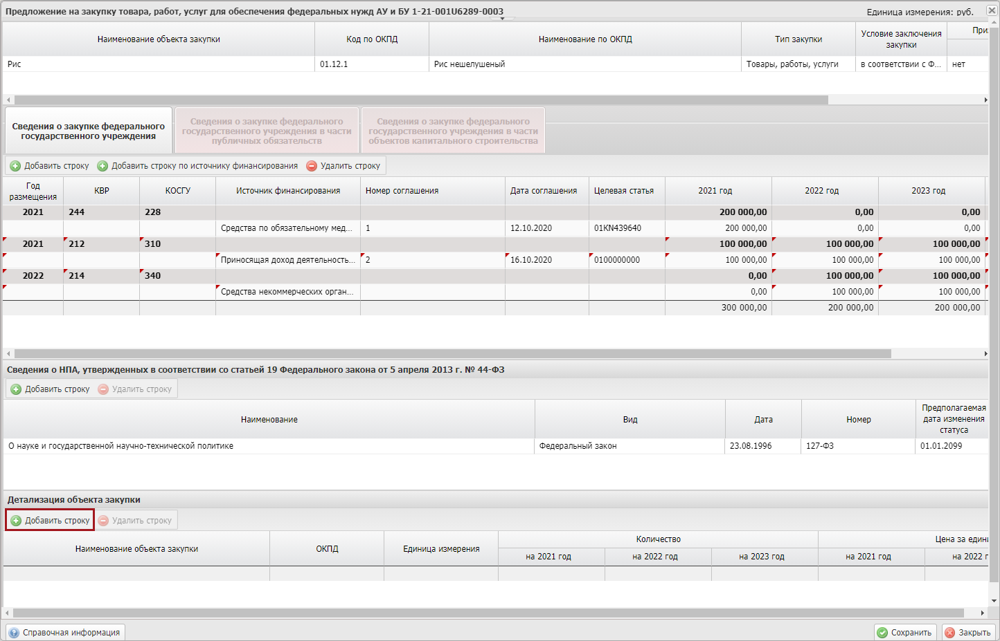 Предложение на закупку товара, работ, услуг для обеспечения федеральных нужд АУ и БУ 1-21-001U6289-0003
Единица измерения: руб.
Наименование объекта закупки
Код по ОКПД
Наименование по ОКПД
Тип закупки
Условие заключения
закупки
При
Рис
01.12.1
Рис нешелушеный
Товары, работы, услуги
в соответствии с Ф...
нет
Сведения о закупке федерального
государственного учреждения
Сведения о закупке федерального
государственного учреждения в части
публичных обязательств
Сведения о закупке федерального
государственного учреждения в части
объектов капитального строительства
Добавить строку
Добавить строку по источнику финансирования
Удалить строку
Год
размещения
КВР
КОСГУ
Источник финансирования
Номер соглашения
Дата соглашения
Целевая статья
2021 год
2022 год
2023 год
2021 244 228 200 000,00 0,00 0,00
Средства по обязательному мед... 1 12.10.2020 01KN439640 200 000,00 0,00 0,00
2021 212 310 100 000,00 100 000,00 100 000,00
Приносящая доход деятельность... 2 16.10.2020 0100000000 100 000,00 100 000,00 100 000,00
2022 214 340 0,00 100 000,00 100 000,00
Средства некоммерческих орган... 0,00 100 000,00 100 000,00
300 000,00 200 000,00 200 000,00
Сведения о НПА, утвержденных в соответствии со статьей 19 Федерального закона от 5 апреля 2013 г. № 44-ФЗ
Добавить строку
Удалить строку
Наименование
Вид
Дата
Номер
Предполагаемая
дата изменения
статуса
О науке и государственной научно-технической политике
Федеральный закон
23.08.1996
127-ФЗ
01.01.2099
Детализация объекта закупки
Добавить строку
Удалить строку
Наименование объекта закупки
ОКПД
Единица измерения
Количество
Цена за един
на 2021 год
на 2022 год
на 2023 год
на 2021 год
на 2022 г
Справочная информация
Сохранить
Закрыть